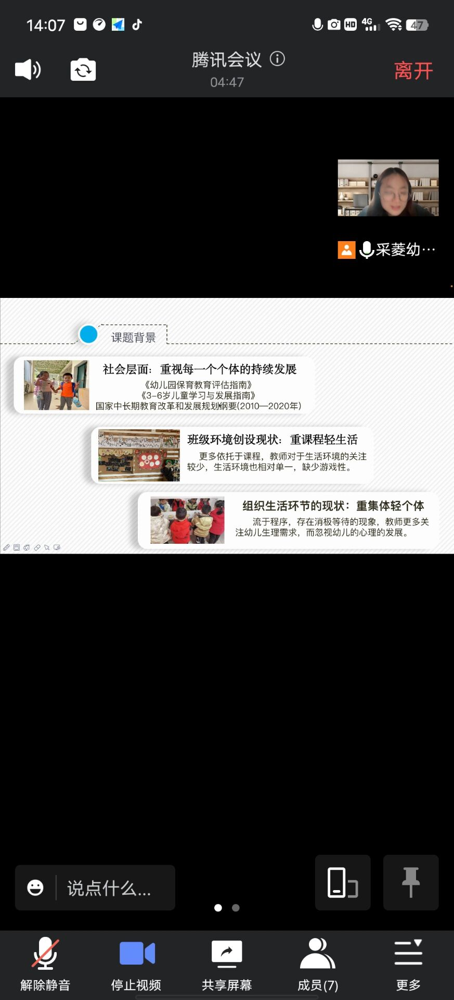 14:07
HD
4G
47
腾讯会议
04:47
离开
采菱幼…
课题背景
社会层面：重视每一个个体的持续发展
《幼儿园保育教育评估指南》
《3-6岁儿童学习与发展指南》
国家中长期教育改革和发展规划纲要(2010—2020年)
班级环境创设现状：重课程轻生活
更多依托于课程，教师对于生活环境的关注
较少，生活环境也相对单一，缺少游戏性。
组织生活环节的现状：重集体轻个体
流于程序，存在消极等待的现象，教师更多关
注幼儿生理需求，而忽视幼儿的心理的发展。
说点什么...
解除静音
停止视频
共享屏幕
成员(7)
更多